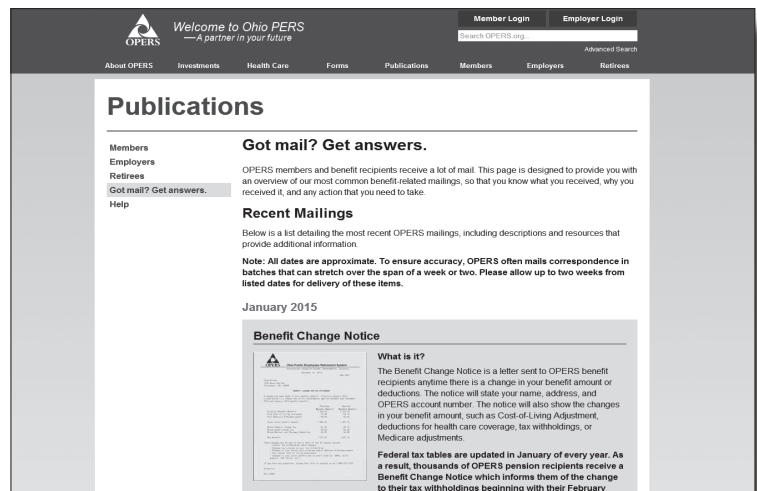 OPERS
Welcome to Ohio PERS
—A partner in your future
Member Login
Employer Login
Search OPERS.org...
Advanced Search
About OPERS
Investments
Health Care
Forms
Publications
Members
Employers
Retirees
Publications
Members
Employers
Retirees
Got mail? Get answers.
Help
Got mail? Get answers.
OPERS members and benefit recipients receive a lot of mail. This page is designed to provide you with
an overview of our most common benefit-related mailings, so that you know what you received, why you
received it, and any action that you need to take.
Recent Mailings
Below is a list detailing the most recent OPERS mailings, including descriptions and resources that
provide additional information.
Note: All dates are approximate. To ensure accuracy, OPERS often mails correspondence in
batches that can stretch over the span of a week or two. Please allow up to two weeks from
listed dates for delivery of these items.
January 2015
Benefit Change Notice
OPERS
Ohio Public Employees Retirement System
What is it?
The Benefit Change Notice is a letter sent to OPERS benefit
recipients anytime there is a change in your benefit amount or
deductions. The notice will state your name, address, and
OPERS account number. The notice will also show the changes
in your benefit amount, such as Cost-of-Living Adjustment,
deductions for health care coverage, tax withholdings, or
Medicare adjustments.
Federal tax tables are updated in January of every year. As
a result, thousands of OPERS pension recipients receive a
Benefit Change Notice which informs them of the change
to their tax withholdings beginning with their February